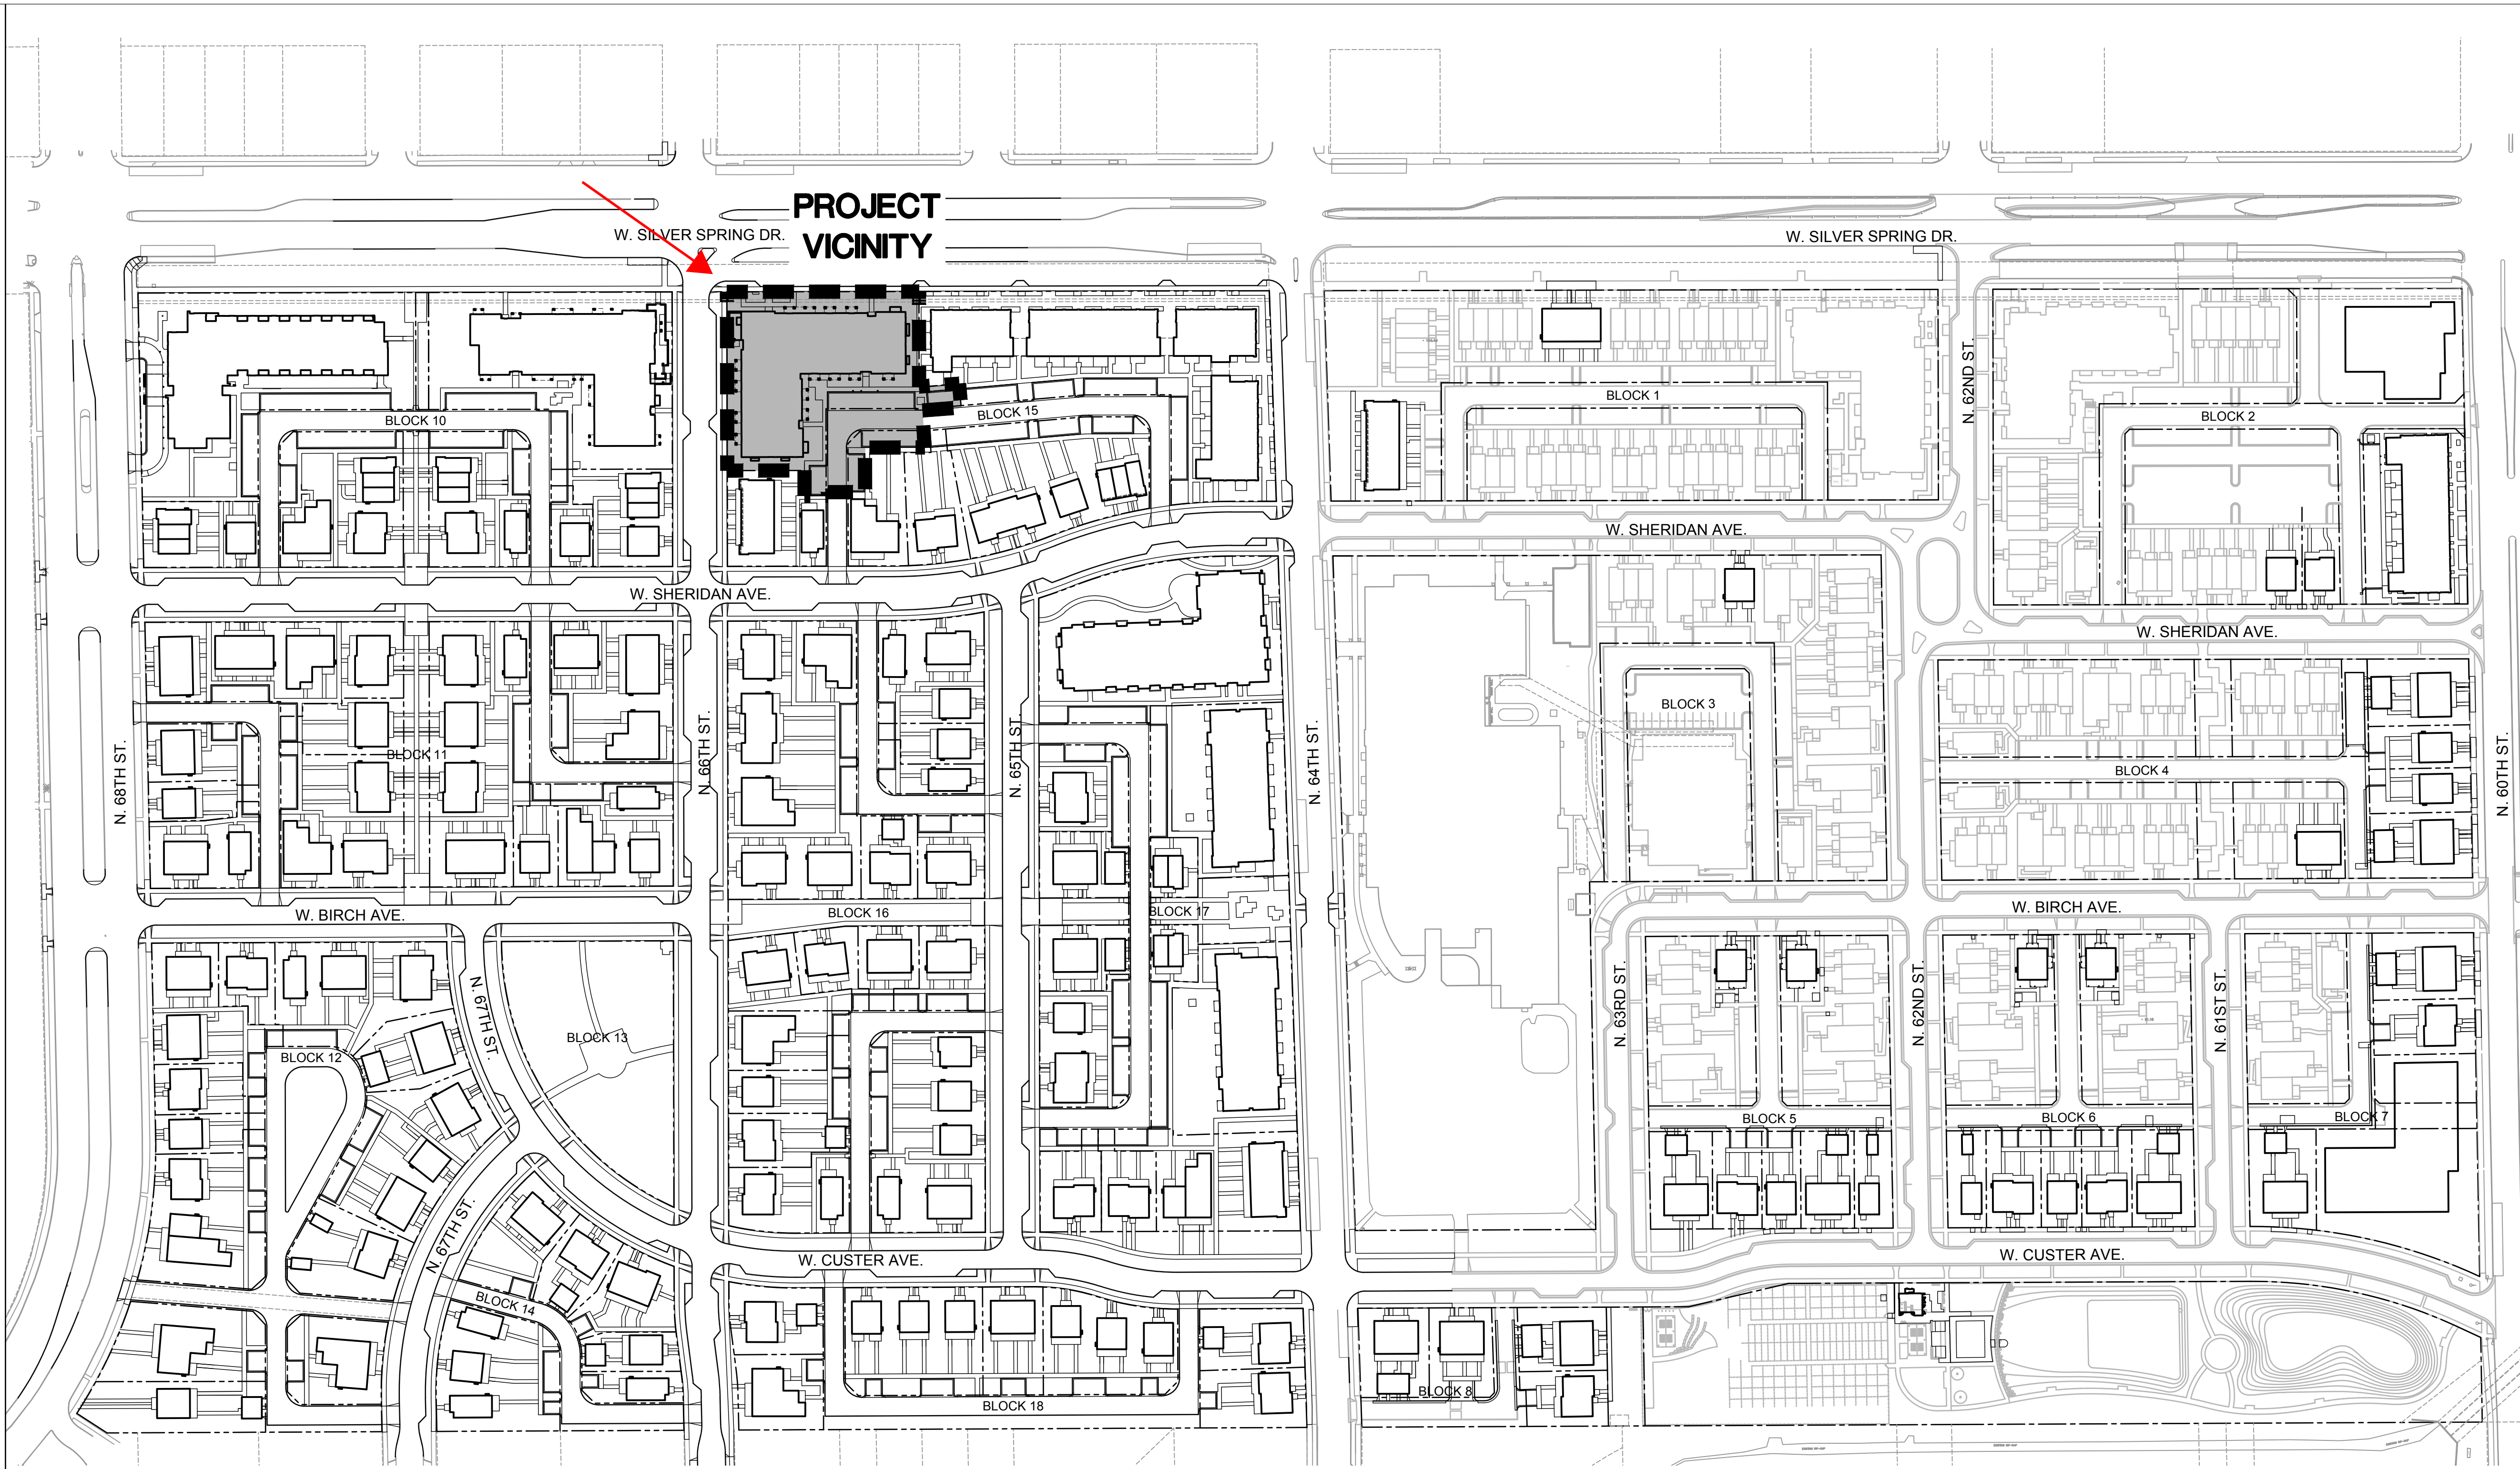 PROJECT
VICINITY
W. SILVER SPRING DR.
W. SILVER SPRING DR.
BLOCK 10
BLOCK 15
BLOCK 1
N. 62ND ST.
BLOCK 2
W. SHERIDAN AVE.
W. SHERIDAN AVE.
W. SHERIDAN AVE.
N. 68TH ST.
BLOCK 11
N. 66TH ST.
N. 65TH ST.
N. 64TH ST.
BLOCK 3
BLOCK 4
N. 60TH ST.
W. BIRCH AVE.
BLOCK 16
BLOCK 17
W. BIRCH AVE.
N. 67TH ST.
BLOCK 13
BLOCK 12
N. 63RD ST.
N. 62ND ST.
N. 61ST ST.
BLOCK 5
BLOCK 6
BLOCK 7
N. 67TH ST.
W. CUSTER AVE.
W. CUSTER AVE.
BLOCK 14
BLOCK 18
BLOCK 8